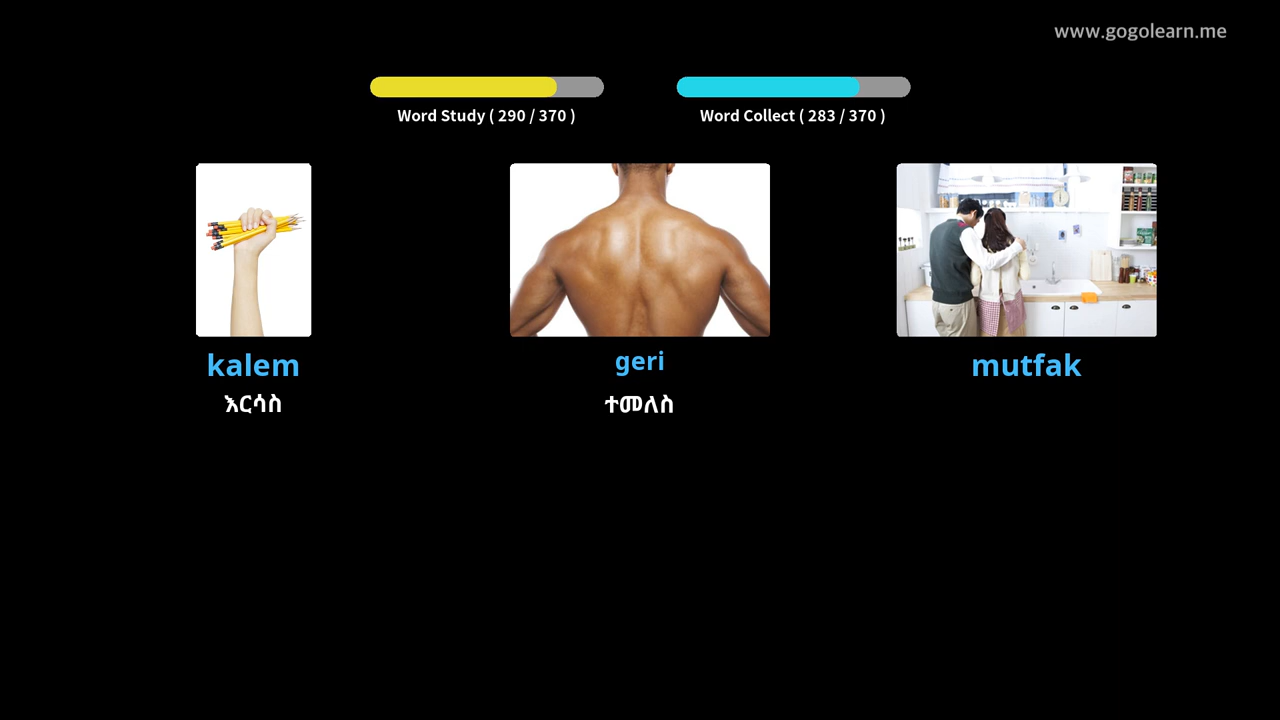 www.gogolearn.me
Word Study ( 290 / 370 )
Word Collect ( 283 / 370 )
kalem
geri
mutfak
እርሳስ
ተመለስ